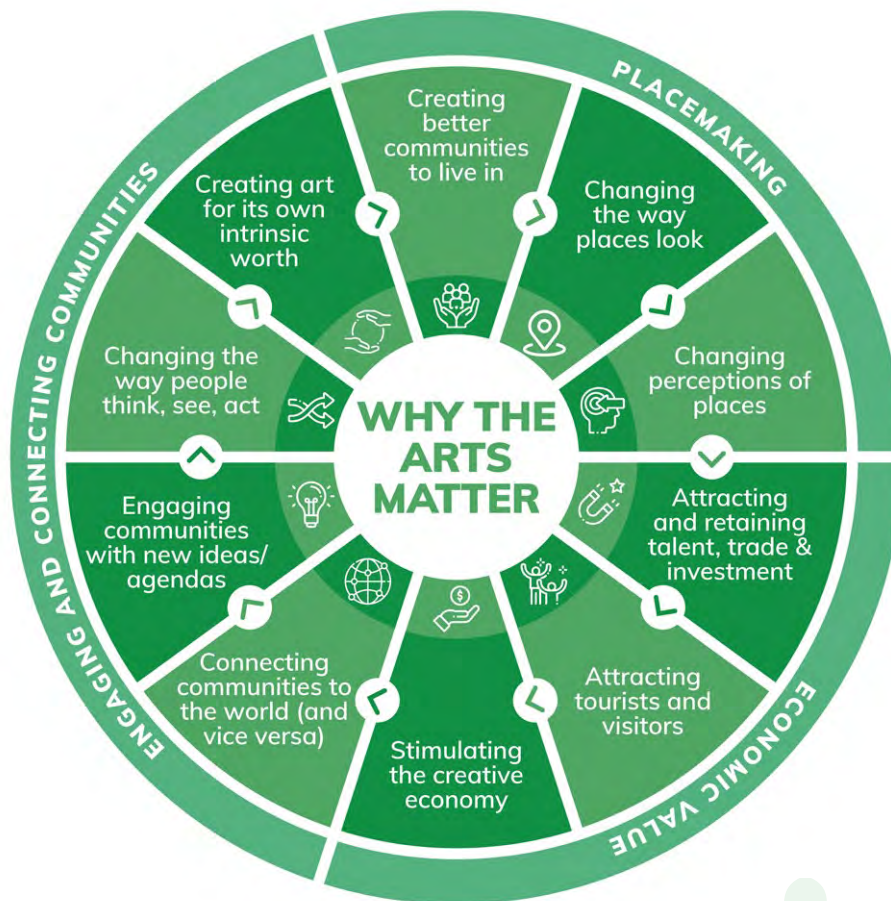 WHY THE
ARTS
MATTER
PLACEMAKING
Creating
better
communities
to live in
Changing
the way
places look
Changing
perceptions of
places
ECONOMIC VALUE
Attracting
and retaining
talent, trade &
investment
Attracting
tourists and
visitors
Stimulating
the creative
economy
ENGAGING AND CONNECTING COMMUNITIES
Connecting
communities to
the world (and
vice versa)
Engaging
communities
with new ideas/
agendas
Changing the
way people
think, see, act
Creating art
for its own
intrinsic
worth
$